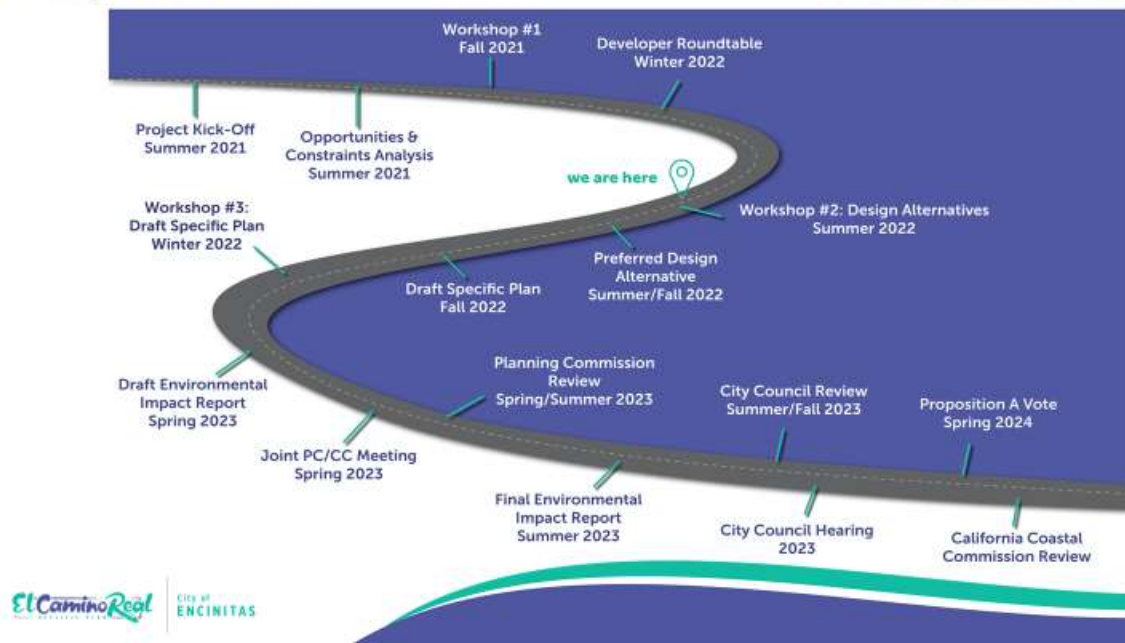 Workshop #1
Fall 2021
Developer Roundtable
Winter 2022
Project Kick-Off
Summer 2021
Opportunities &
Constraints Analysis
Summer 2021
we are here
Workshop #2: Design Alternatives
Summer 2022
Preferred Design
Alternative
Summer/Fall 2022
Draft Specific Plan
Fall 2022
Workshop #3:
Draft Specific Plan
Winter 2022
Draft Environmental
Impact Report
Spring 2023
Joint PC/CC Meeting
Spring 2023
Planning Commission
Review
Spring/Summer 2023
Final Environmental
Impact Report
Summer 2023
City Council Review
Summer/Fall 2023
City Council Hearing
2023
Proposition A Vote
Spring 2024
California Coastal
Commission Review
El Camino Real
City of
ENCINITAS